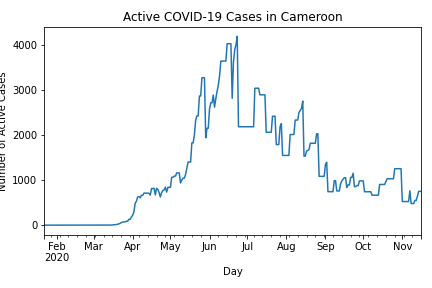 Active COVID-19 Cases in Cameroon
Number of Active Cases
4000
3000
2000
1000
0
Feb Mar Apr May Jun Jul Aug Sep Oct Nov
2020
Day